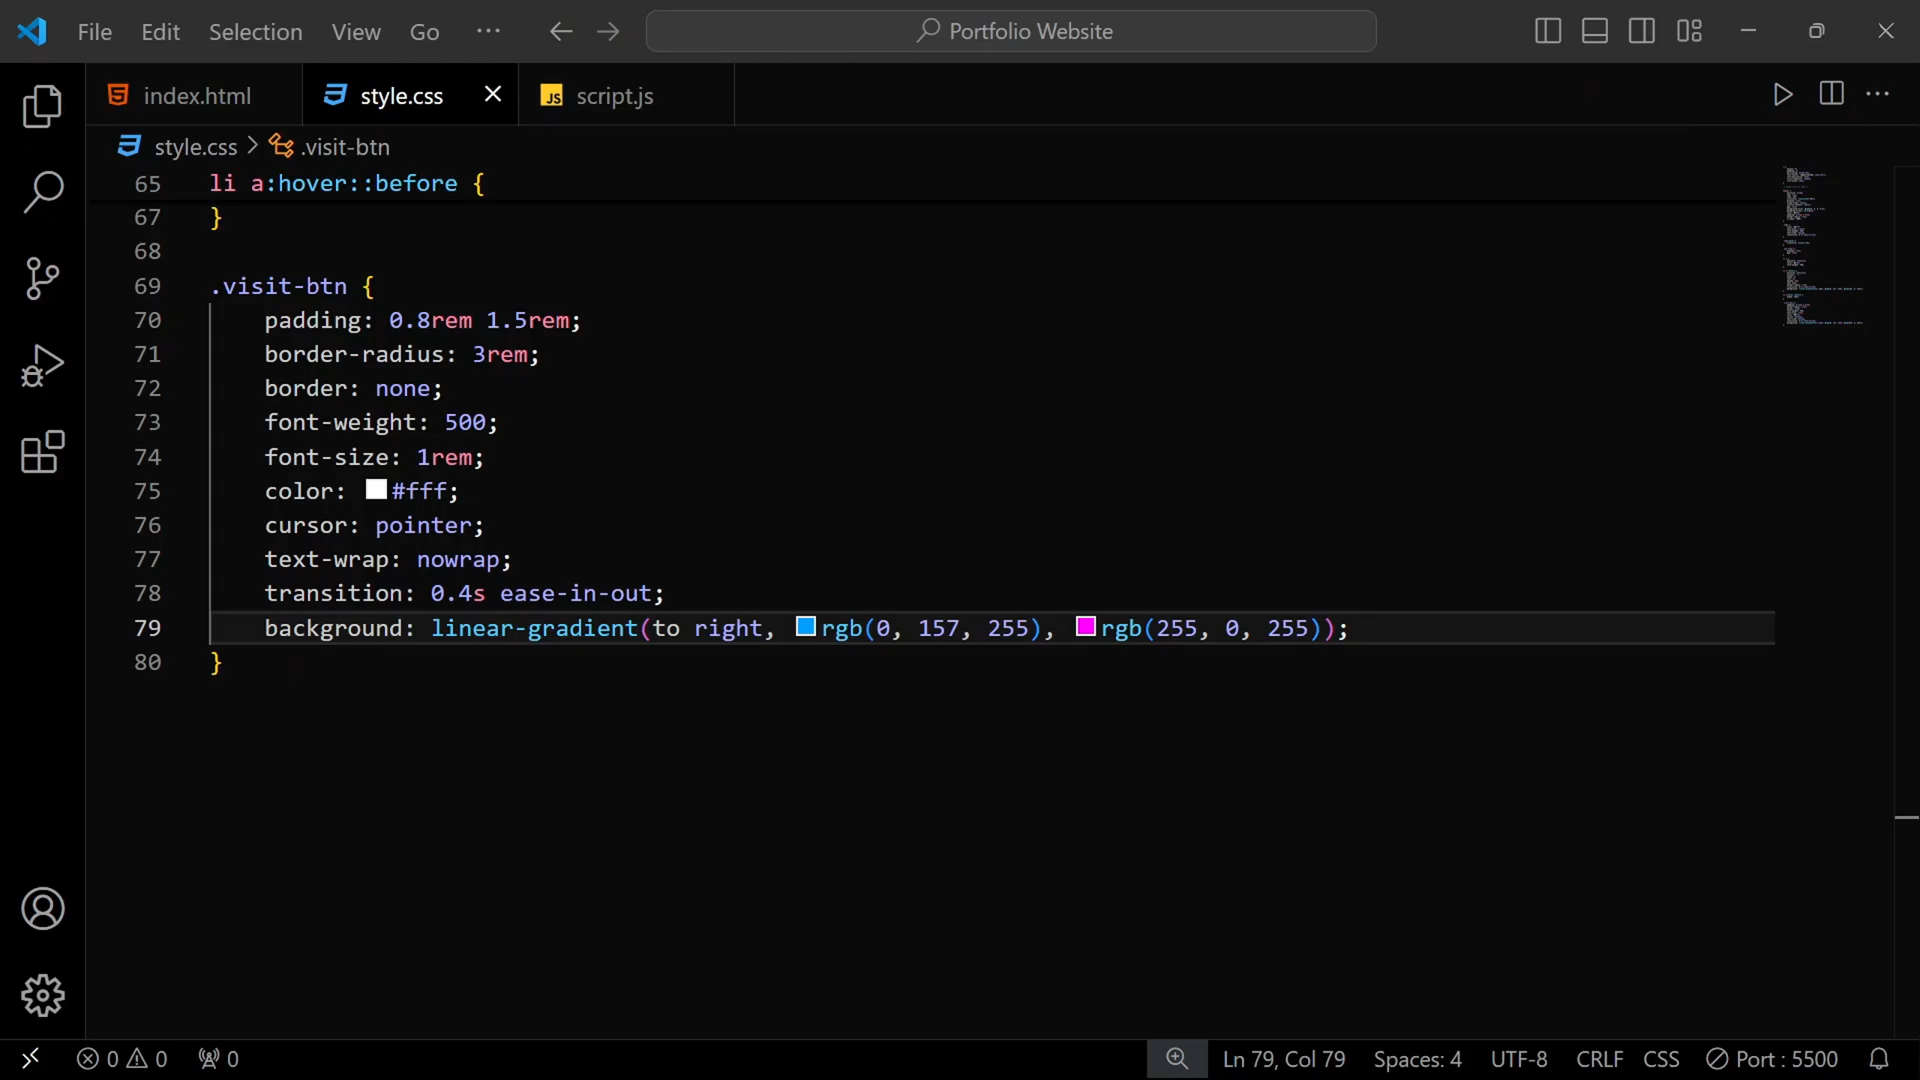 File Edit Selection View Go ··· Portfolio Website
index.html style.css JS script.js
style.css > .visit-btn
65 li a:hover::before {
67 }
68
69 .visit-btn {
70 padding: 0.8rem 1.5rem;
71 border-radius: 3rem;
72 border: none;
73 font-weight: 500;
74 font-size: 1rem;
75 color: #fff;
76 cursor: pointer;
77 text-wrap: nowrap;
78 transition: 0.4s ease-in-out;
79 background: linear-gradient(to right, rgb(0, 157, 255), rgb(255, 0, 255));
80 }
0 0 0 Ln 79, Col 79 Spaces: 4 UTF-8 CRLF CSS Port : 5500